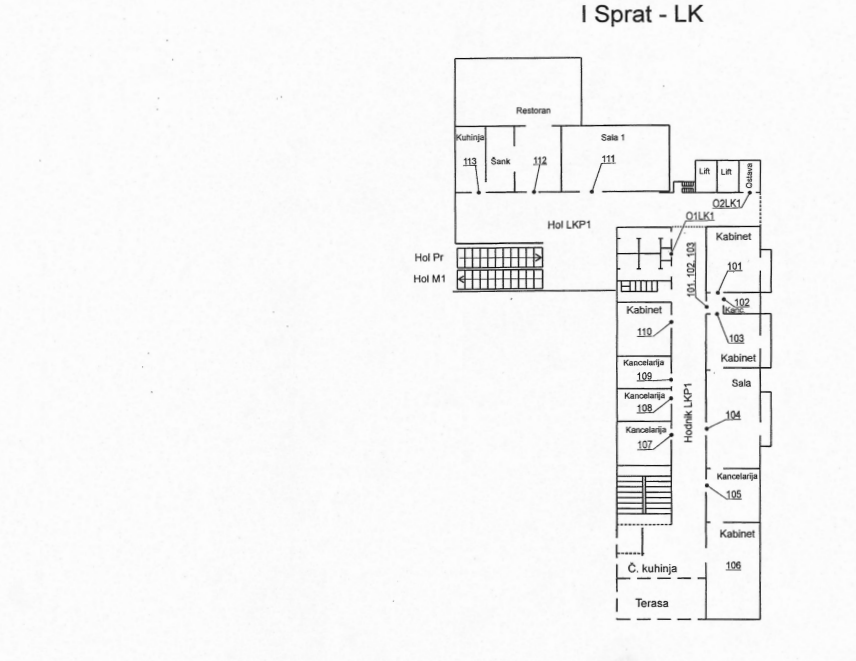 I Sprat - LK
Restoran
Kuhinja
Šank
Sala 1
113
112
111
Lift
Lift
Ostava
O2LK1
O1LK1
Hol LKP1
Hol Pr
Hol M1
Kabinet
101
101, 102, 103
102
Kanc.
103
Kabinet
Kabinet
110
Kancelarija
109
Kancelarija
108
Kancelarija
107
Hodnik LKP1
Sala
104
Kancelarija
105
Kabinet
106
Č. kuhinja
Terasa